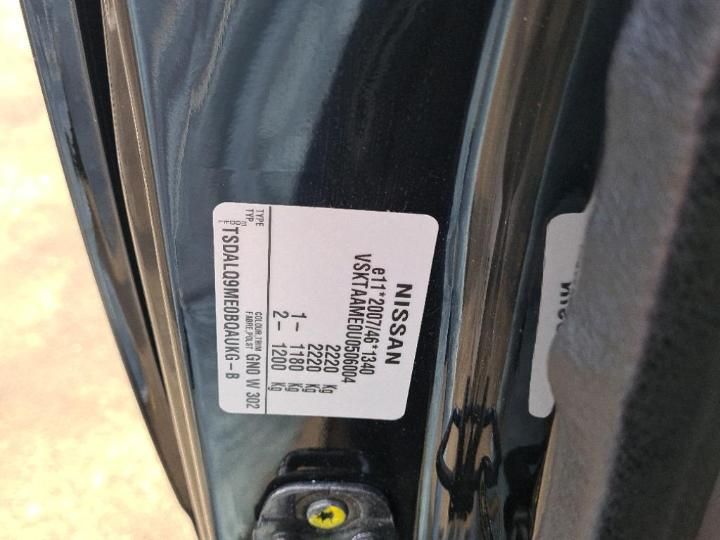 NISSAN
e11*2007/46*1340
VSKTAAME0U0506004
2220 Kg
2220 Kg
1- 1180 Kg
2- 1200 Kg
TYPE
TYP
COLOUR,TRIM
FARBE,POLST GN0 W 302
TSDALQ9ME0BQAUKG-B